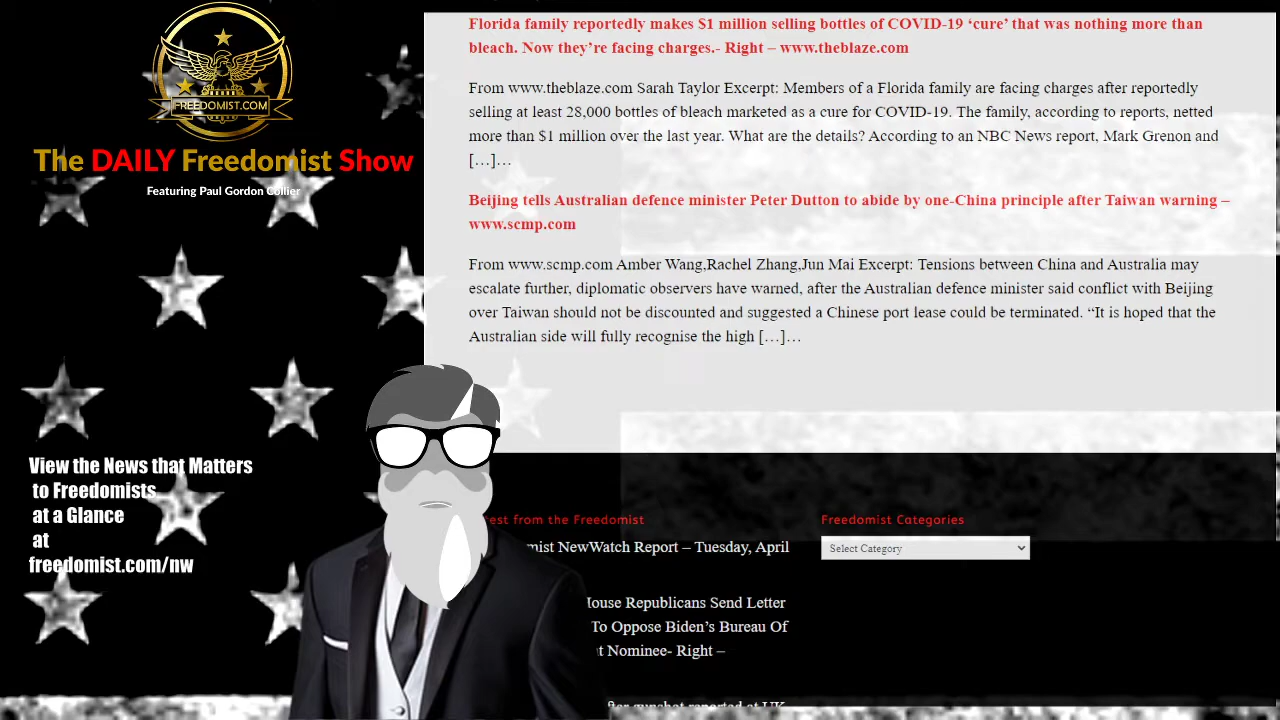 FREEDOMIST.COM
The DAILY Freedomist Show
Featuring Paul Gordon Collier
View the News that Matters
to Freedomists
at a Glance
at
freedomist.com/nw
Florida family reportedly makes $1 million selling bottles of COVID-19 ‘cure’ that was nothing more than
bleach. Now they’re facing charges.- Right – www.theblaze.com
From www.theblaze.com Sarah Taylor Excerpt: Members of a Florida family are facing charges after reportedly
selling at least 28,000 bottles of bleach marketed as a cure for COVID-19. The family, according to reports, netted
more than $1 million over the last year. What are the details? According to an NBC News report, Mark Grenon and
[…]…
Beijing tells Australian defence minister Peter Dutton to abide by one-China principle after Taiwan warning –
www.scmp.com
From www.scmp.com Amber Wang,Rachel Zhang,Jun Mai Excerpt: Tensions between China and Australia may
escalate further, diplomatic observers have warned, after the Australian defence minister said conflict with Beijing
over Taiwan should not be discounted and suggested a Chinese port lease could be terminated. “It is hoped that the
Australian side will fully recognise the high […]…
from the Freedomist
NewWatch Report – Tuesday, April
Republicans Send Letter
To Oppose Biden’s Bureau Of
Nominee- Right –
after gunshot reported at UK
Freedomist Categories
Select Category